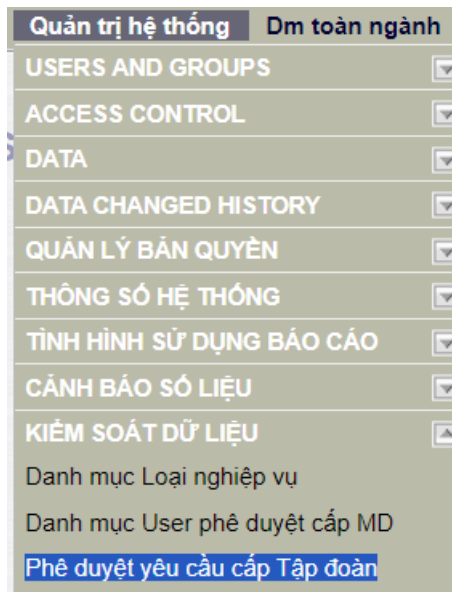 Quản trị hệ thống Dm toàn ngành
USERS AND GROUPS
ACCESS CONTROL
DATA
DATA CHANGED HISTORY
QUẢN LÝ BẢN QUYỀN
THÔNG SỐ HỆ THỐNG
TÌNH HÌNH SỬ DỤNG BÁO CÁO
CẢNH BÁO SỐ LIỆU
KIỂM SOÁT DỮ LIỆU
Danh mục Loại nghiệp vụ
Danh mục User phê duyệt cấp MD
Phê duyệt yêu cầu cấp Tập đoàn